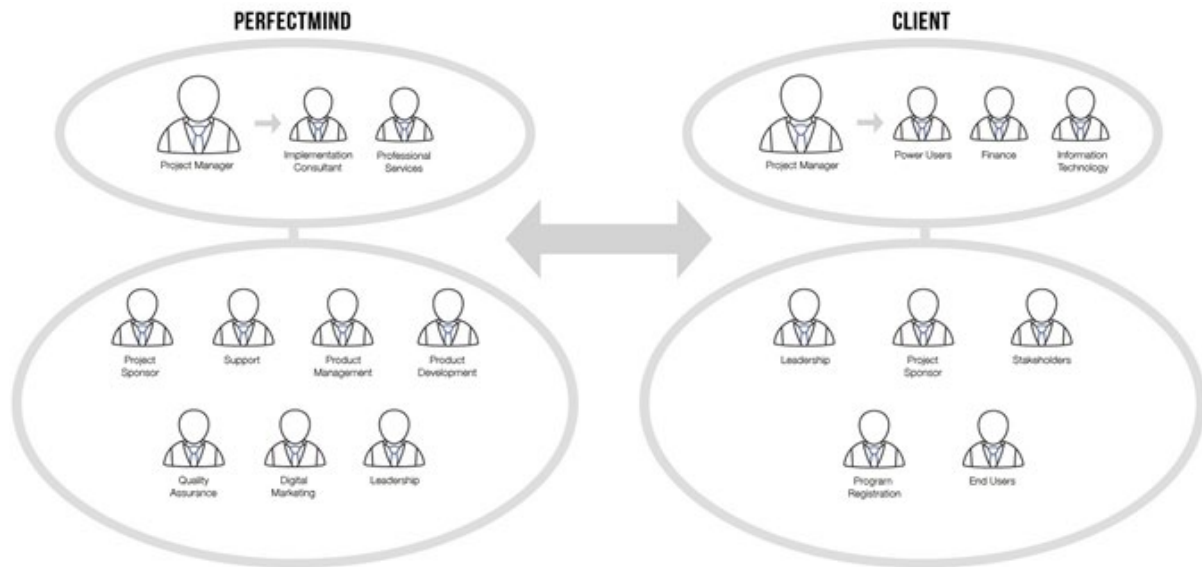 PERFECTMIND
Project Manager
Implementation
Consultant
Professional
Services
Project
Sponsor
Support
Product
Management
Product
Development
Quality
Assurance
Digital
Marketing
Leadership
CLIENT
Project Manager
Power Users
Finance
Information
Technology
Leadership
Project
Sponsor
Stakeholders
Program
Registration
End Users